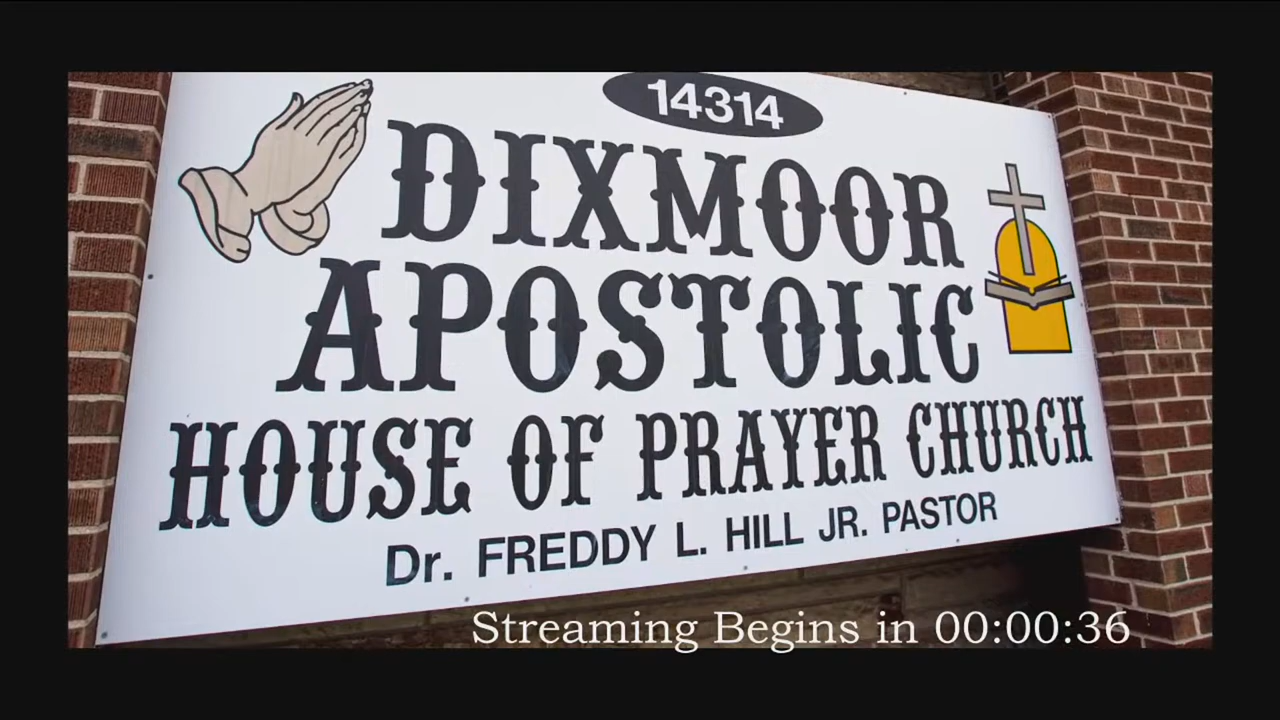 14314
DIXMOOR
APOSTOLIC
HOUSE OF PRAYER CHURCH
Dr. FREDDY L. HILL JR. PASTOR
Streaming Begins in 00:00:36